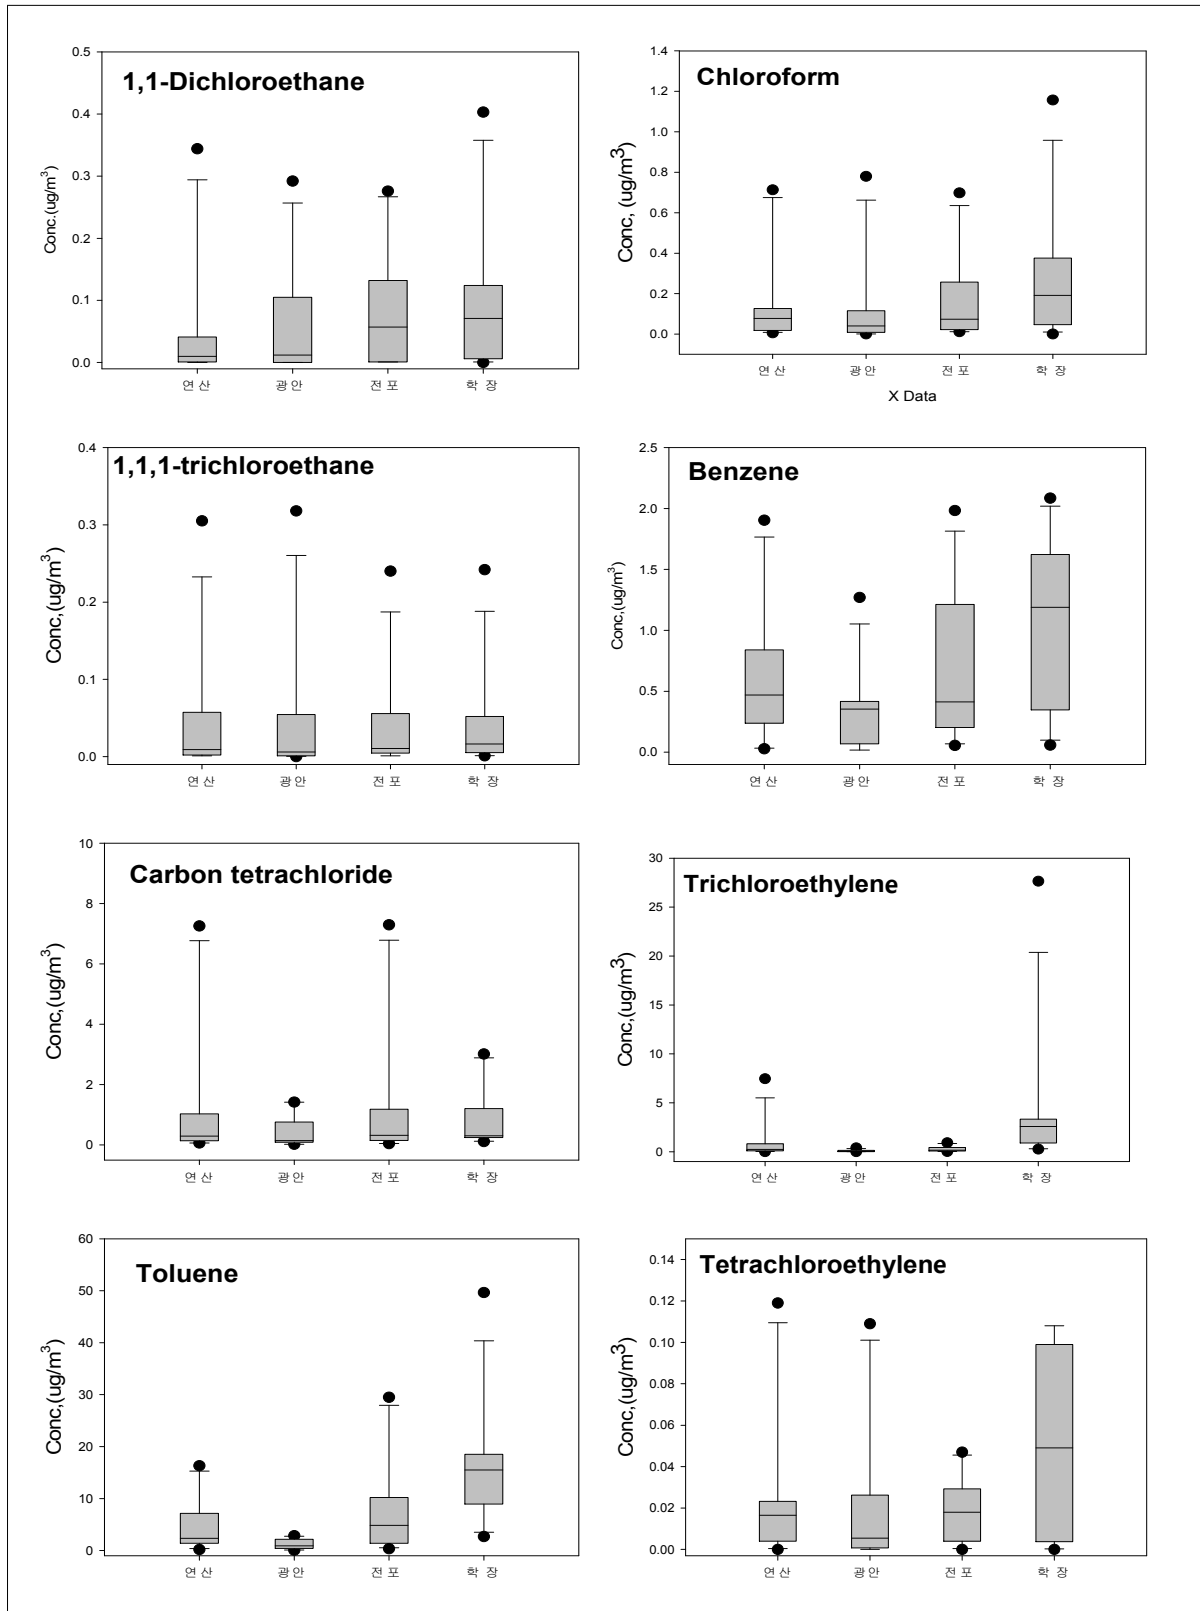 1,1-Dichloroethane
Conc.(ug/m³)
0.5
0.4
0.3
0.2
0.1
0.0
연산 광안 전포 학장
Chloroform
Conc, (ug/m³)
1.4
1.2
1.0
0.8
0.6
0.4
0.2
0.0
연산 광안 전포 학장
X Data
1,1,1-trichloroethane
Conc,(ug/m³)
0.4
0.3
0.2
0.1
0.0
연산 광안 전포 학장
Benzene
Conc,(ug/m³)
2.5
2.0
1.5
1.0
0.5
0.0
연산 광안 전포 학장
Carbon tetrachloride
Conc,(ug/m³)
10
8
6
4
2
0
연산 광안 전포 학장
Trichloroethylene
Conc,(ug/m³)
30
25
20
15
10
5
0
연산 광안 전포 학장
Toluene
Conc,(ug/m³)
60
50
40
30
20
10
0
연산 광안 전포 학장
Tetrachloroethylene
Conc,(ug/m³)
0.14
0.12
0.10
0.08
0.06
0.04
0.02
0.00
연산 광안 전포 학장